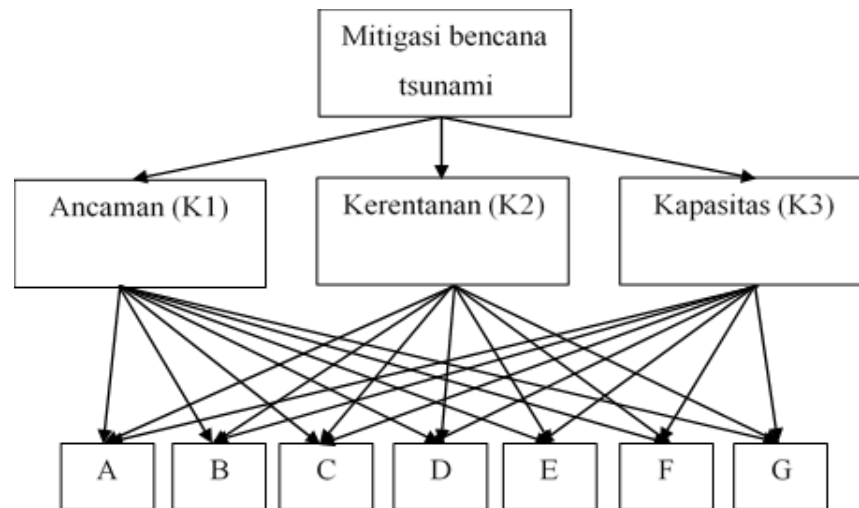 Mitigasi bencana
tsunami
Ancaman (K1)
Kerentanan (K2)
Kapasitas (K3)
A
B
C
D
E
F
G